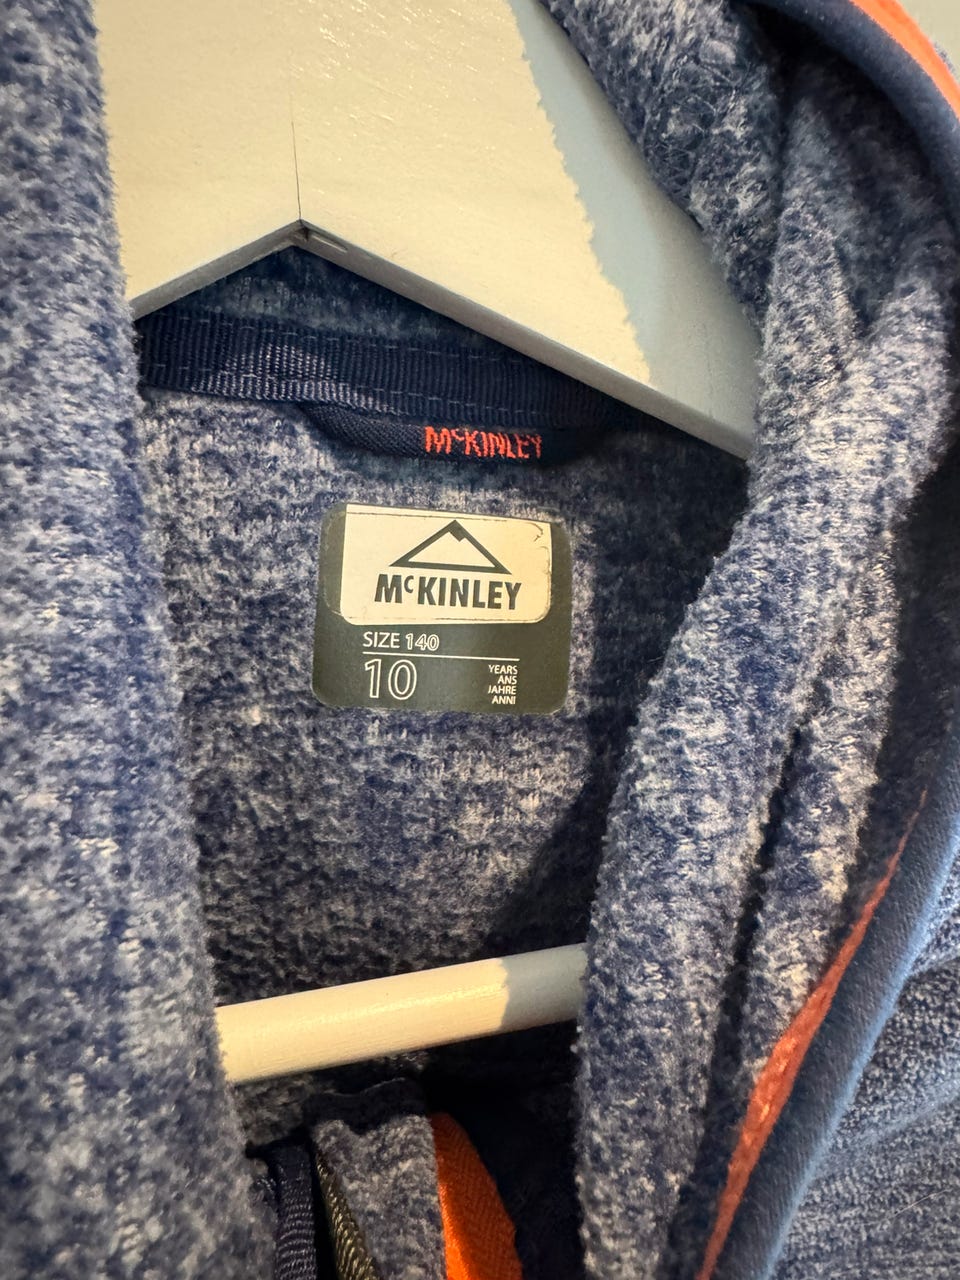 McKINLEY
McKINLEY
SIZE 140
10
YEARS
ANS
JAHRE
ANNI